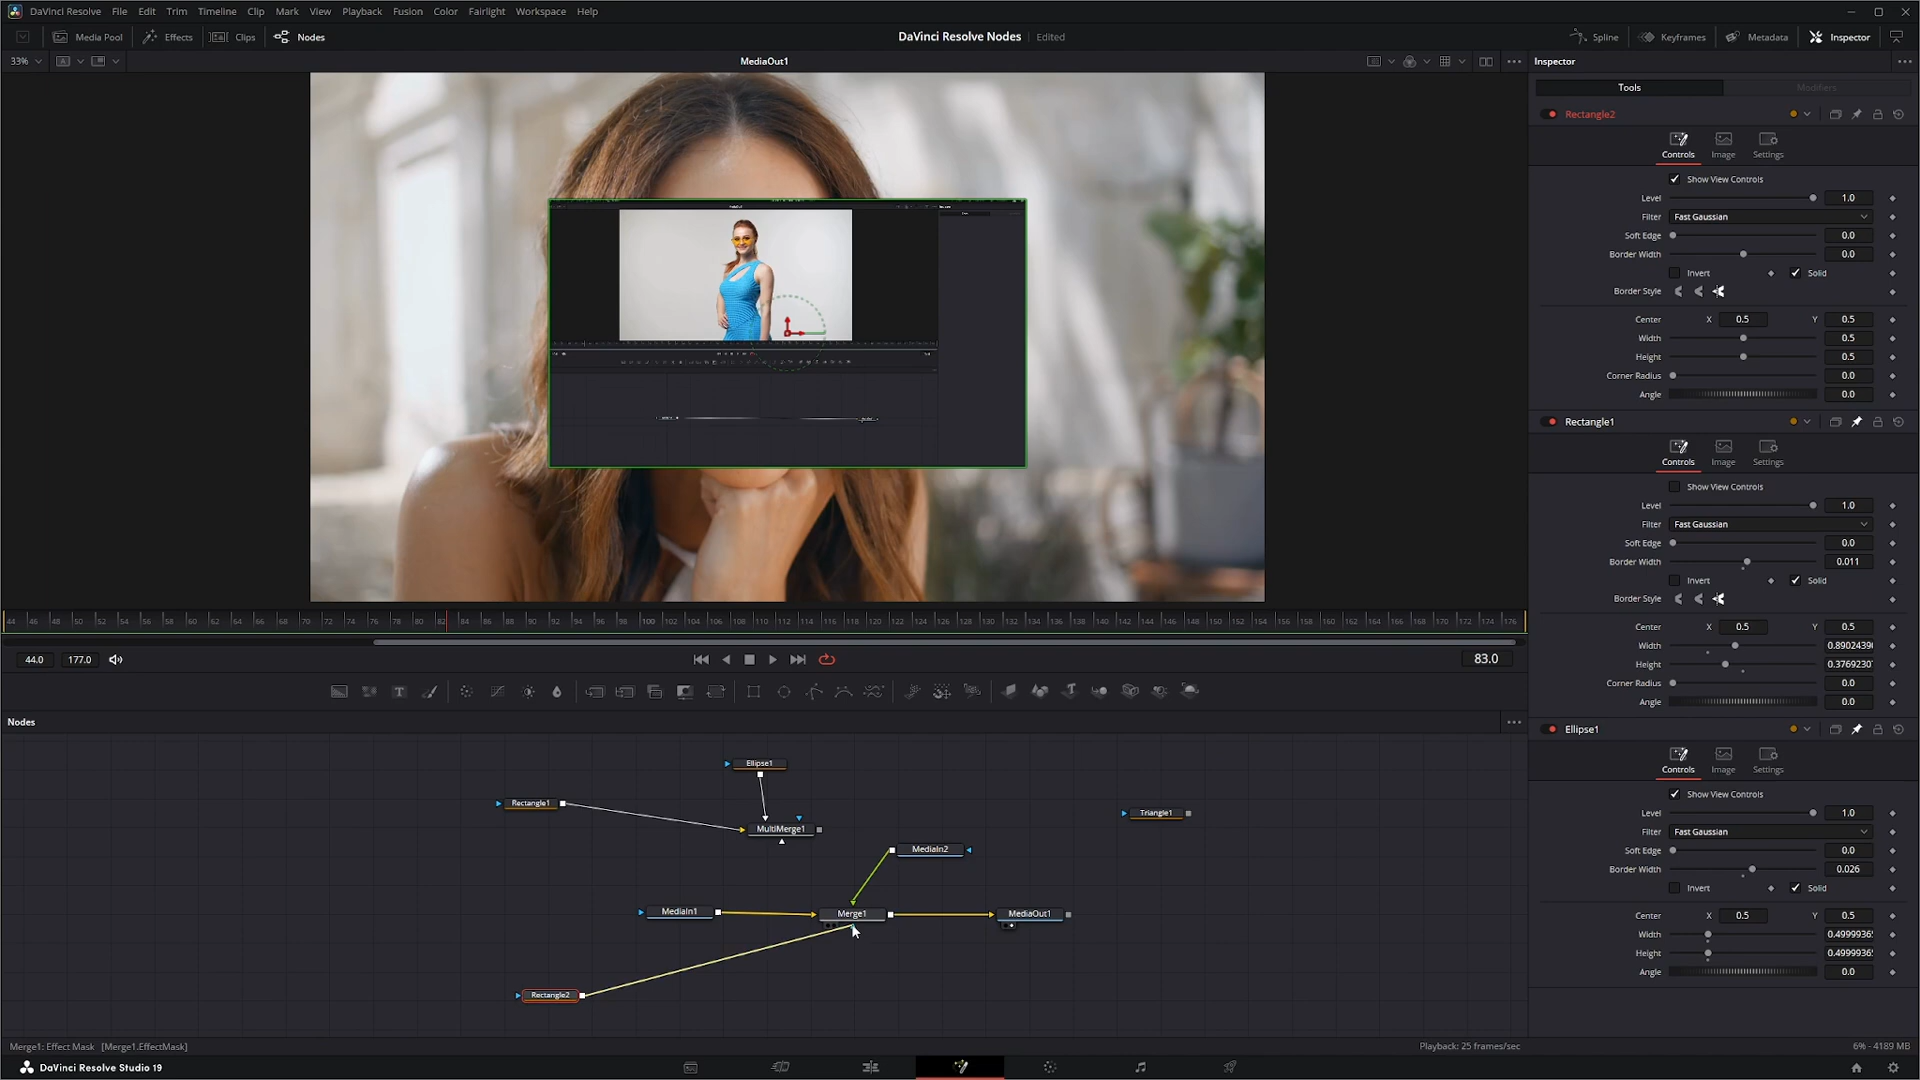 DaVinci Resolve File Edit Trim Timeline Clip Mark View Playback Fusion Color Fairlight Workspace Help
Media Pool Effects Clips Nodes DaVinci Resolve Nodes Edited Spline Keyframes Metadata Inspector
33% A MediaOut1 Inspector
Tools Modifiers
Rectangle2
Controls Image Settings
Show View Controls
Level 1.0
Filter Fast Gaussian
Soft Edge 0.0
Border Width 0.0
Invert Solid
Border Style
Center X 0.5 Y 0.5
Width 0.5
Height 0.5
Corner Radius 0.0
Angle 0.0
Rectangle1
Controls Image Settings
Show View Controls
Level 1.0
Filter Fast Gaussian
Soft Edge 0.0
Border Width 0.011
Invert Solid
Border Style
Center X 0.5 Y 0.5
Width 0.8902439
Height 0.3769230
Corner Radius 0.0
Angle 0.0
Ellipse1
Controls Image Settings
Show View Controls
Level 1.0
Filter Fast Gaussian
Soft Edge 0.0
Border Width 0.026
Invert Solid
Center X 0.5 Y 0.5
Width 0.4999936
Height 0.4999936
Angle 0.0
44 46 48 50 52 54 56 58 60 62 64 66 68 70 72 74 76 78 80 82 84 86 88 90 92 94 96 98 100 102 104 106 108 110 112 114 116 118 120 122 124 126 128 130 132 134 136 138 140 142 144 146 148 150 152 154 156 158 160 162 164 166 168 170 172 174 176
44.0 177.0 83.0
Nodes
Ellipse1
Rectangle1
Triangle1
MultiMerge1
MediaIn2
MediaIn1 Merge1 MediaOut1
Rectangle2
Merge1: Effect Mask [Merge1.EffectMask] Playback: 25 frames/sec 6% - 4189 MB
DaVinci Resolve Studio 19